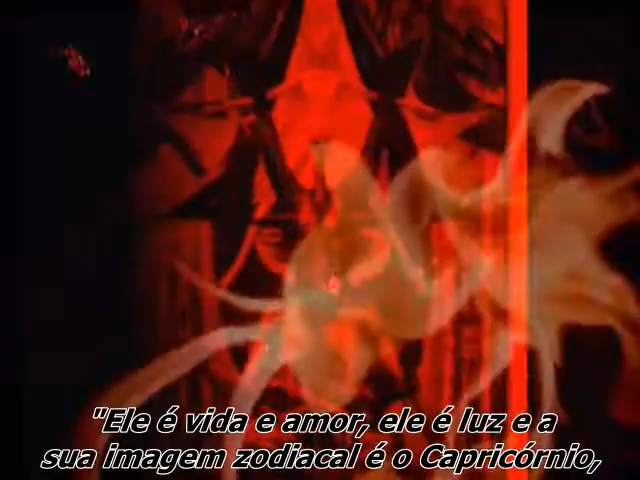 "Ele é vida e amor, ele é luz e a
sua imagem zodiacal é o Capricórnio,